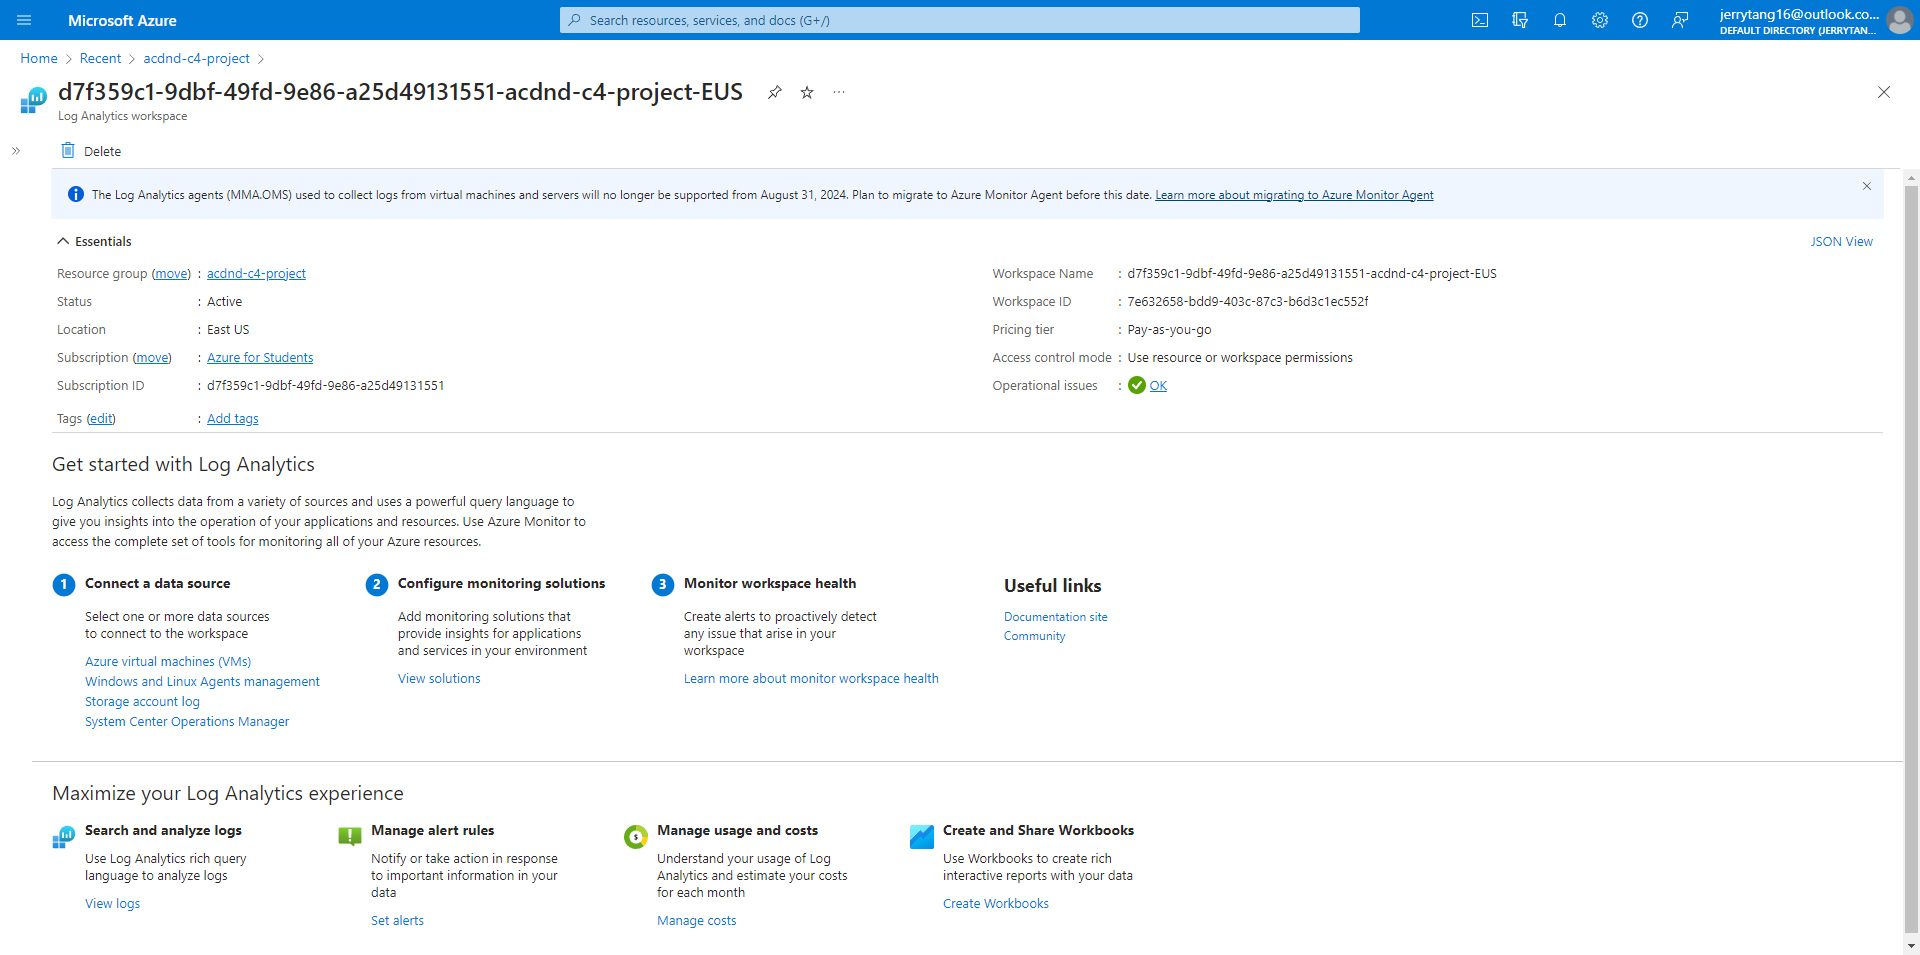 Microsoft Azure
Search resources, services, and docs (G+/)
jerrytang16@outlook.co...
DEFAULT DIRECTORY (JERRYTAN...
Home > Recent > acdnd-c4-project >
d7f359c1-9dbf-49fd-9e86-a25d49131551-acdnd-c4-project-EUS
Log Analytics workspace
Delete
The Log Analytics agents (MMA.OMS) used to collect logs from virtual machines and servers will no longer be supported from August 31, 2024. Plan to migrate to Azure Monitor Agent before this date. Learn more about migrating to Azure Monitor Agent
Essentials
JSON View
Resource group (move) : acdnd-c4-project
Status : Active
Location : East US
Subscription (move) : Azure for Students
Subscription ID : d7f359c1-9dbf-49fd-9e86-a25d49131551
Tags (edit) : Add tags
Workspace Name : d7f359c1-9dbf-49fd-9e86-a25d49131551-acdnd-c4-project-EUS
Workspace ID : 7e632658-bdd9-403c-87c3-b6d3c1ec552f
Pricing tier : Pay-as-you-go
Access control mode : Use resource or workspace permissions
Operational issues : OK
Get started with Log Analytics
Log Analytics collects data from a variety of sources and uses a powerful query language to
give you insights into the operation of your applications and resources. Use Azure Monitor to
access the complete set of tools for monitoring all of your Azure resources.
1 Connect a data source
Select one or more data sources
to connect to the workspace
Azure virtual machines (VMs)
Windows and Linux Agents management
Storage account log
System Center Operations Manager
2 Configure monitoring solutions
Add monitoring solutions that
provide insights for applications
and services in your environment
View solutions
3 Monitor workspace health
Create alerts to proactively detect
any issue that arise in your
workspace
Learn more about monitor workspace health
Useful links
Documentation site
Community
Maximize your Log Analytics experience
Search and analyze logs
Use Log Analytics rich query
language to analyze logs
View logs
Manage alert rules
Notify or take action in response
to important information in your
data
Set alerts
Manage usage and costs
Understand your usage of Log
Analytics and estimate your costs
for each month
Manage costs
Create and Share Workbooks
Use Workbooks to create rich
interactive reports with your data
Create Workbooks